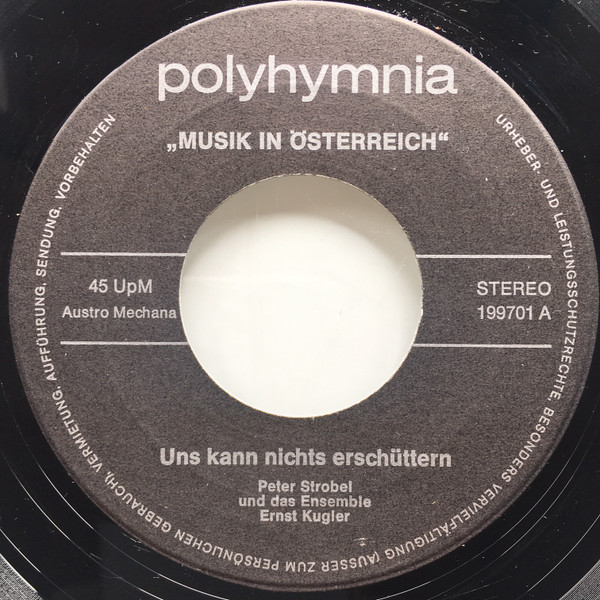 polyhymnia
„MUSIK IN ÖSTERREICH“
45 UpM
Austro Mechana
STEREO
199701 A
Uns kann nichts erschüttern
Peter Strobel
und das Ensemble
Ernst Kugler
URHEBER- UND LEISTUNGSSCHUTZRECHTE, BESONDERS VERVIELFÄLTIGUNG (AUSSER ZUM PERSÖNLICHEN GEBRAUCH), VERMIETUNG, AUFFÜHRUNG, SENDUNG, VORBEHALTEN